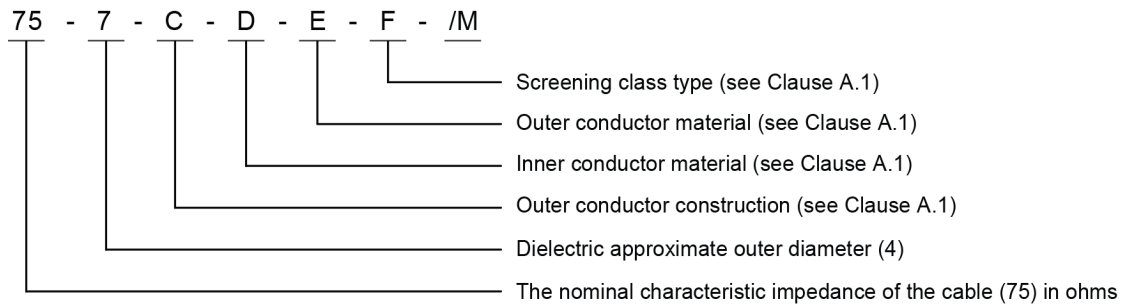 75 - 7 - C - D - E - F - /M
Screening class type (see Clause A.1)
Outer conductor material (see Clause A.1)
Inner conductor material (see Clause A.1)
Outer conductor construction (see Clause A.1)
Dielectric approximate outer diameter (4)
The nominal characteristic impedance of the cable (75) in ohms